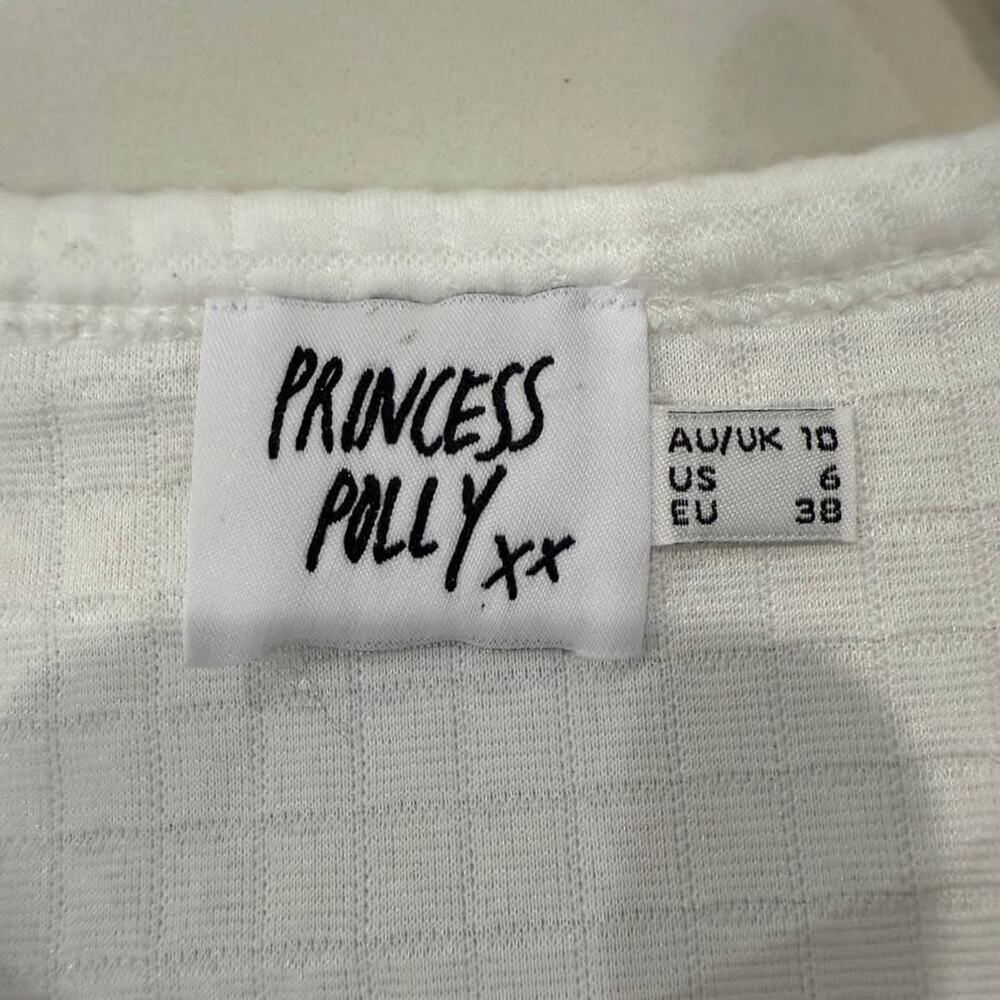 PRINCESS
POLLY xx
AU/UK 10
US 6
EU 38